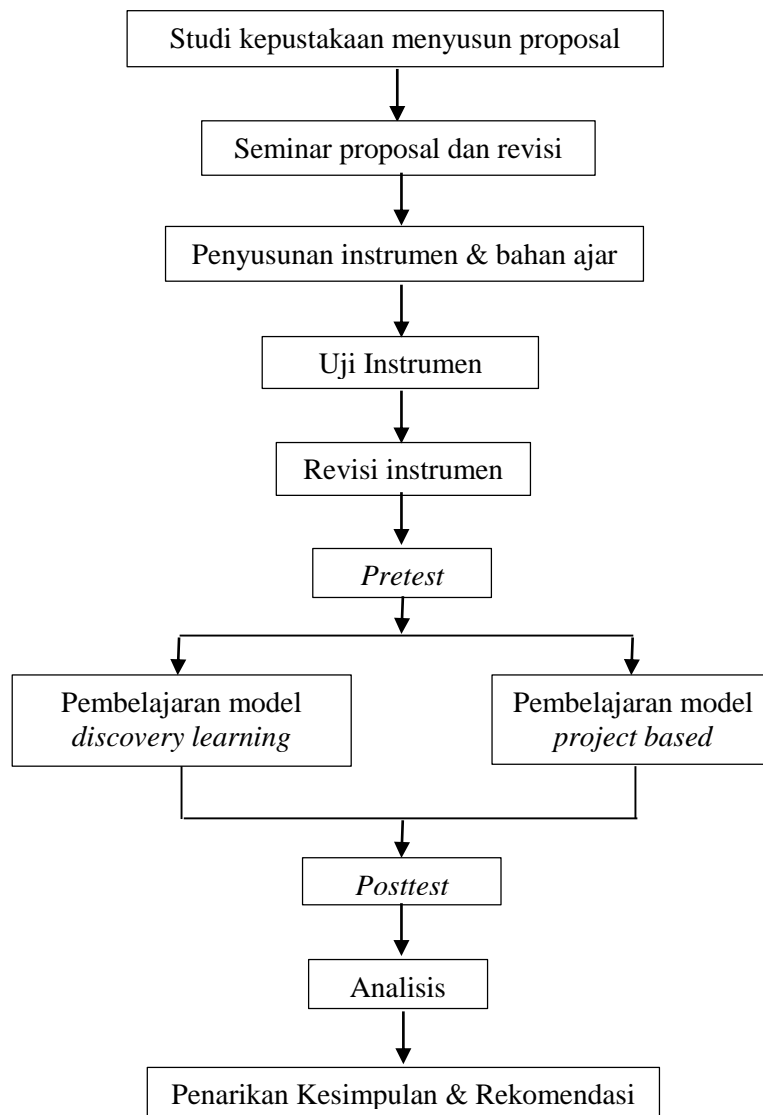 Studi kepustakaan menyusun proposal
Seminar proposal dan revisi
Penyusunan instrumen & bahan ajar
Uji Instrumen
Revisi instrumen
Pretest
Pembelajaran model
discovery learning
Pembelajaran model
project based
Posttest
Analisis
Penarikan Kesimpulan & Rekomendasi